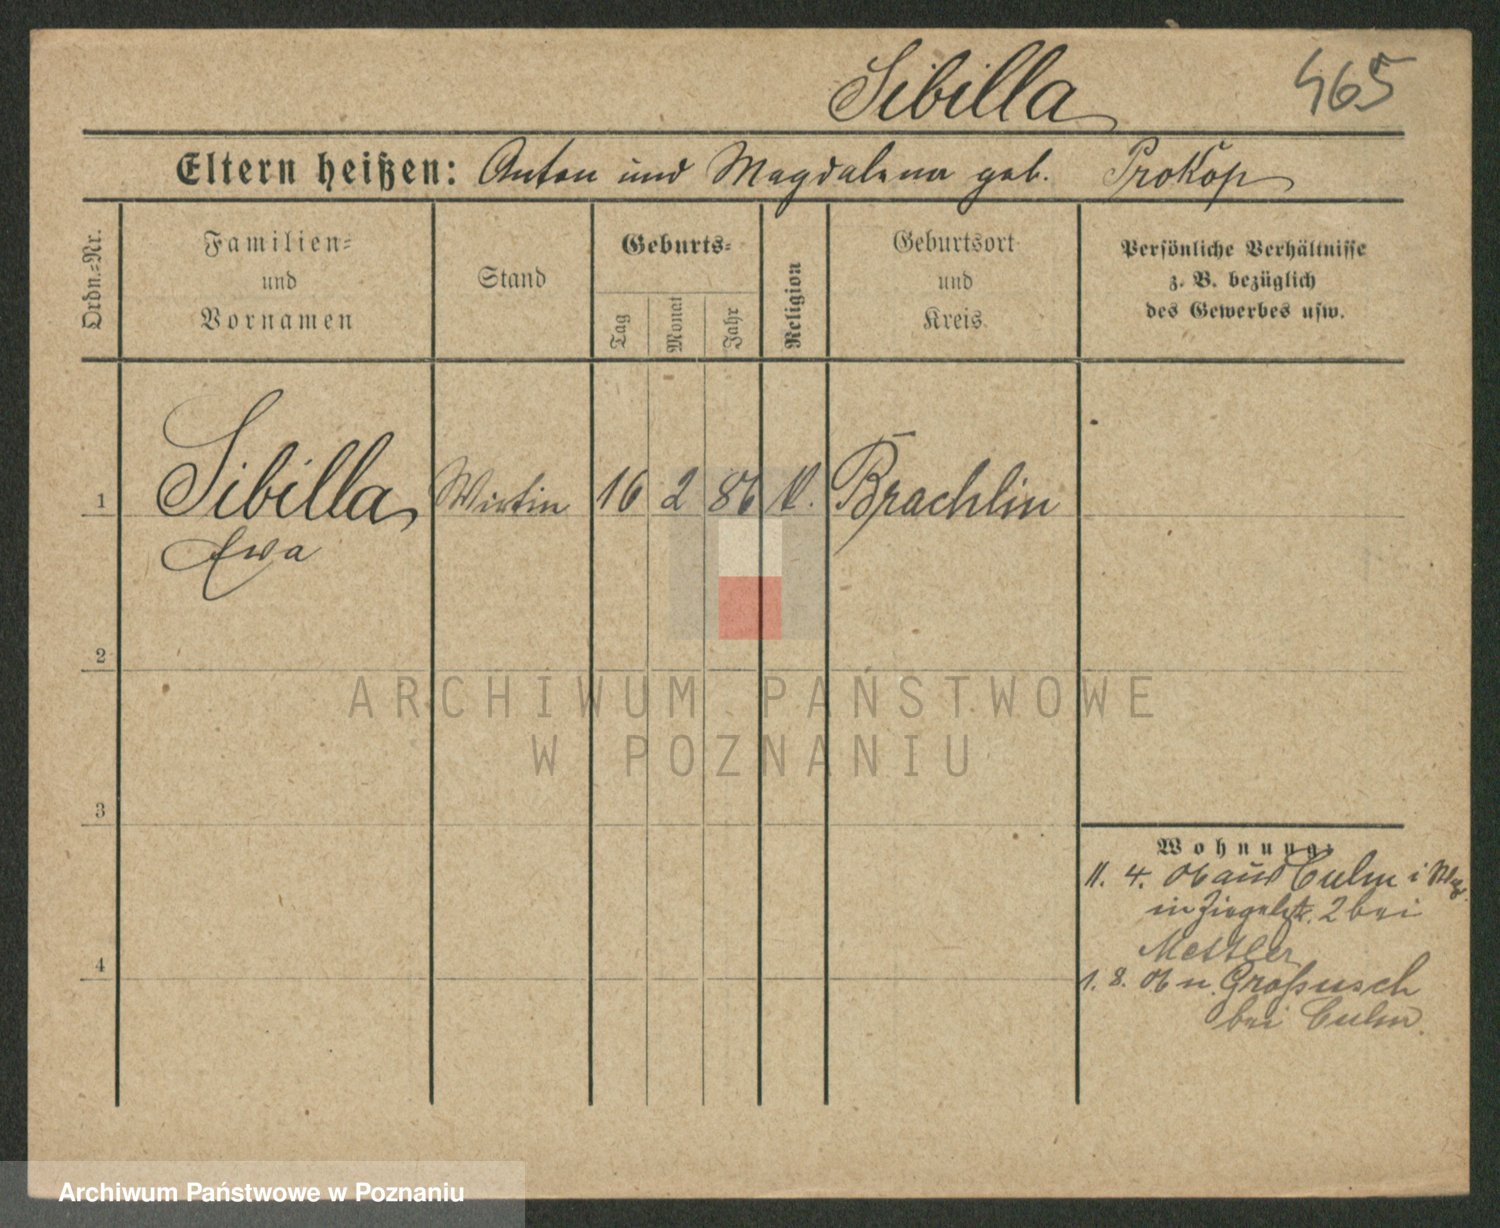 Sibilla 465
Eltern heißen: Anton und Magdalena geb. Prokop
Ordn.=Nr.
Familien=
und
Vornamen
Stand
Geburts=
Tag
Monat
Jahr
Religion
Geburtsort
und
Kreis
Persönliche Verhältnisse
z. B. bezüglich
des Gewerbes usw.
1 Sibilla Wirtin 16 2 86 K. Brachlin
Ewa
2
ARCHIWUM PAŃSTWOWE
W POZNANIU
3
Wohnung:
11. 4. 06 aus Culm i Wpr.
in Ziegelstr. 2 bei
Mettler
4
1. 8. 06 n. Großusch
bei Culm.
Archiwum Państwowe w Poznaniu